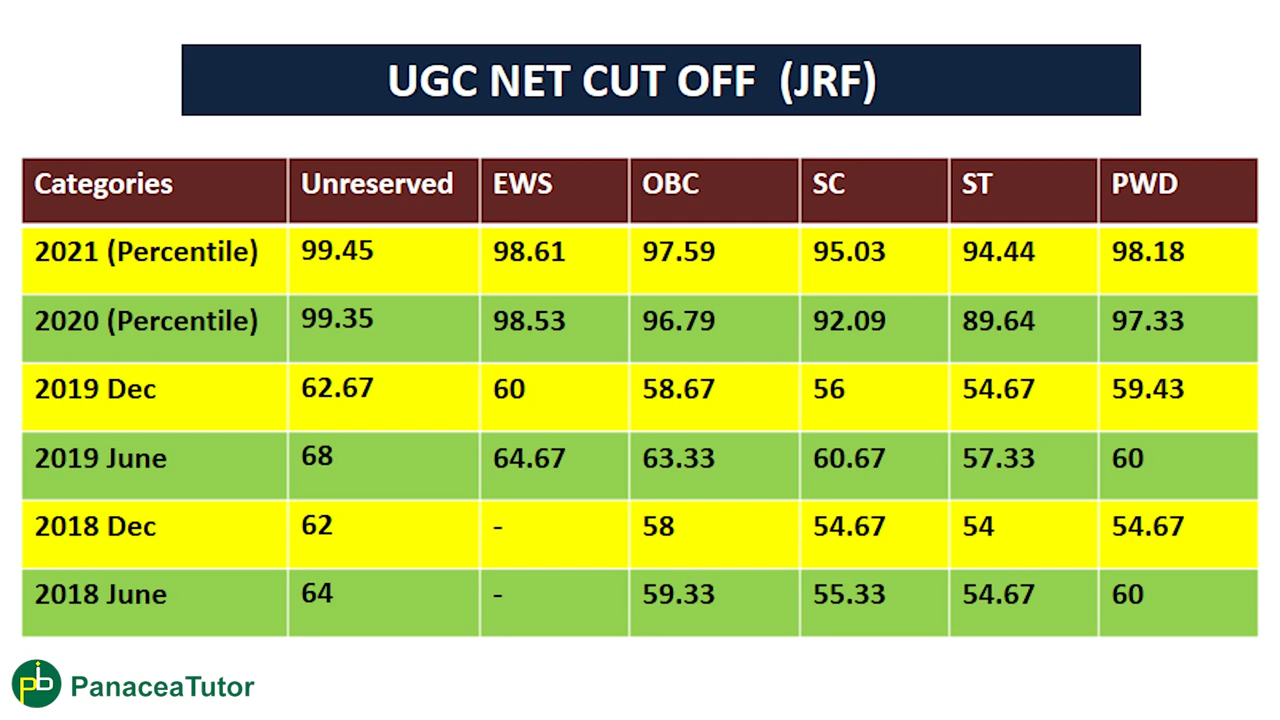 UGC NET CUT OFF (JRF)
Categories Unreserved EWS OBC SC ST PWD
2021 (Percentile) 99.45 98.61 97.59 95.03 94.44 98.18
2020 (Percentile) 99.35 98.53 96.79 92.09 89.64 97.33
2019 Dec 62.67 60 58.67 56 54.67 59.43
2019 June 68 64.67 63.33 60.67 57.33 60
2018 Dec 62 - 58 54.67 54 54.67
2018 June 64 - 59.33 55.33 54.67 60
pb PanaceaTutor